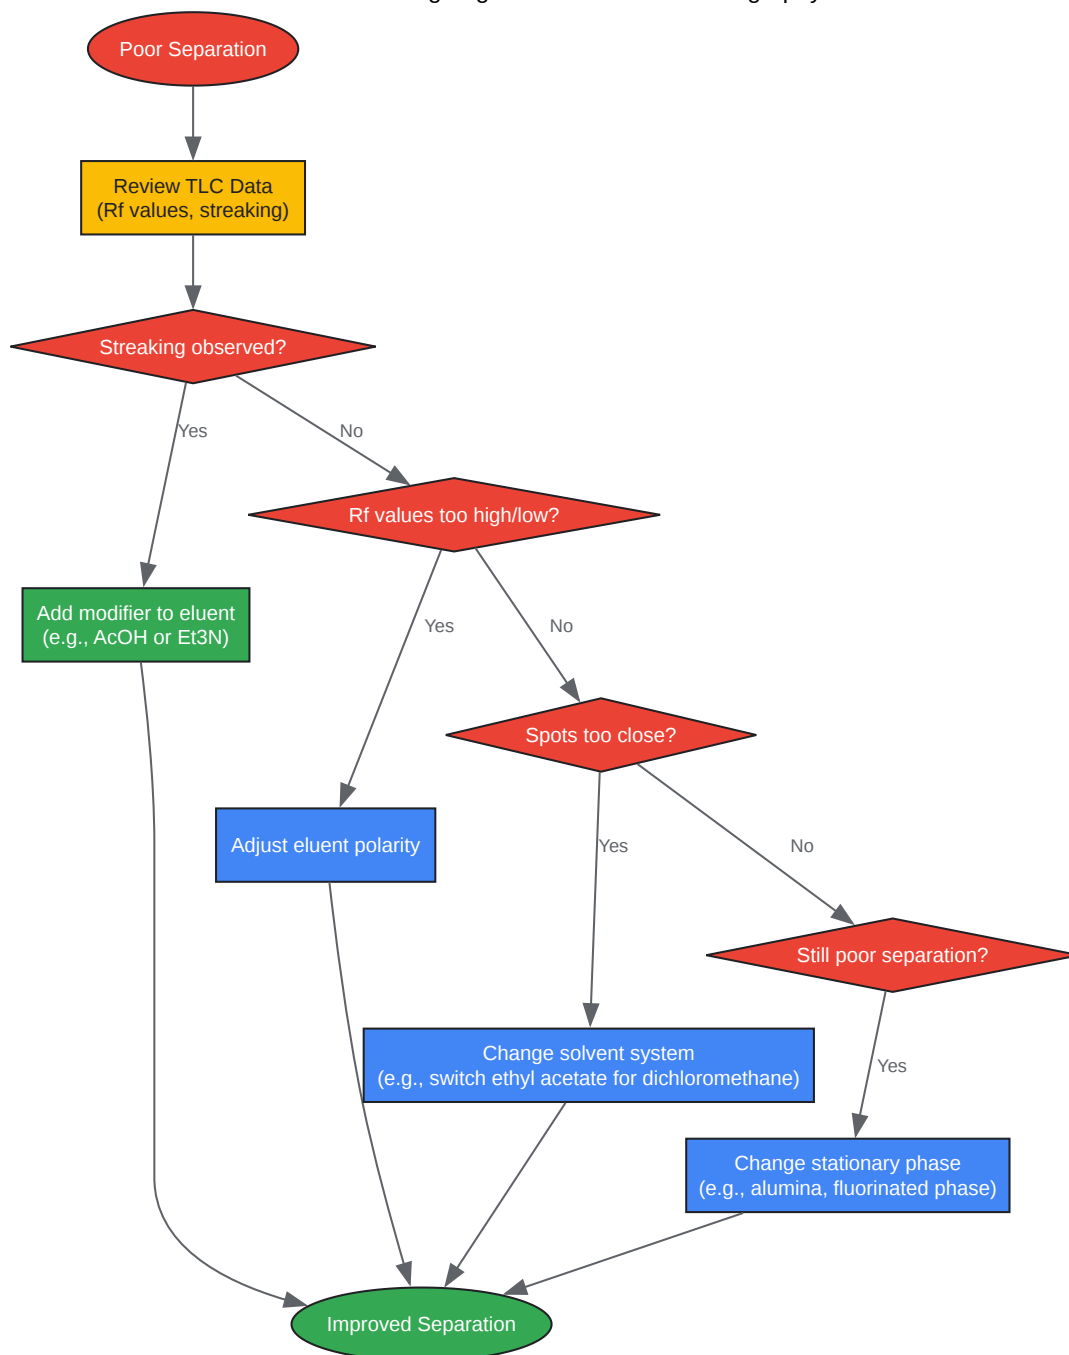 Poor Separation
Review TLC Data
(Rf values, streaking)
Streaking observed?
Yes
No
Rf values too high/low?
Add modifier to eluent
(e.g., AcOH or Et3N)
Yes
No
Spots too close?
Adjust eluent polarity
Yes
No
Still poor separation?
Change solvent system
(e.g., switch ethyl acetate for dichloromethane)
Yes
Change stationary phase
(e.g., alumina, fluorinated phase)
Improved Separation